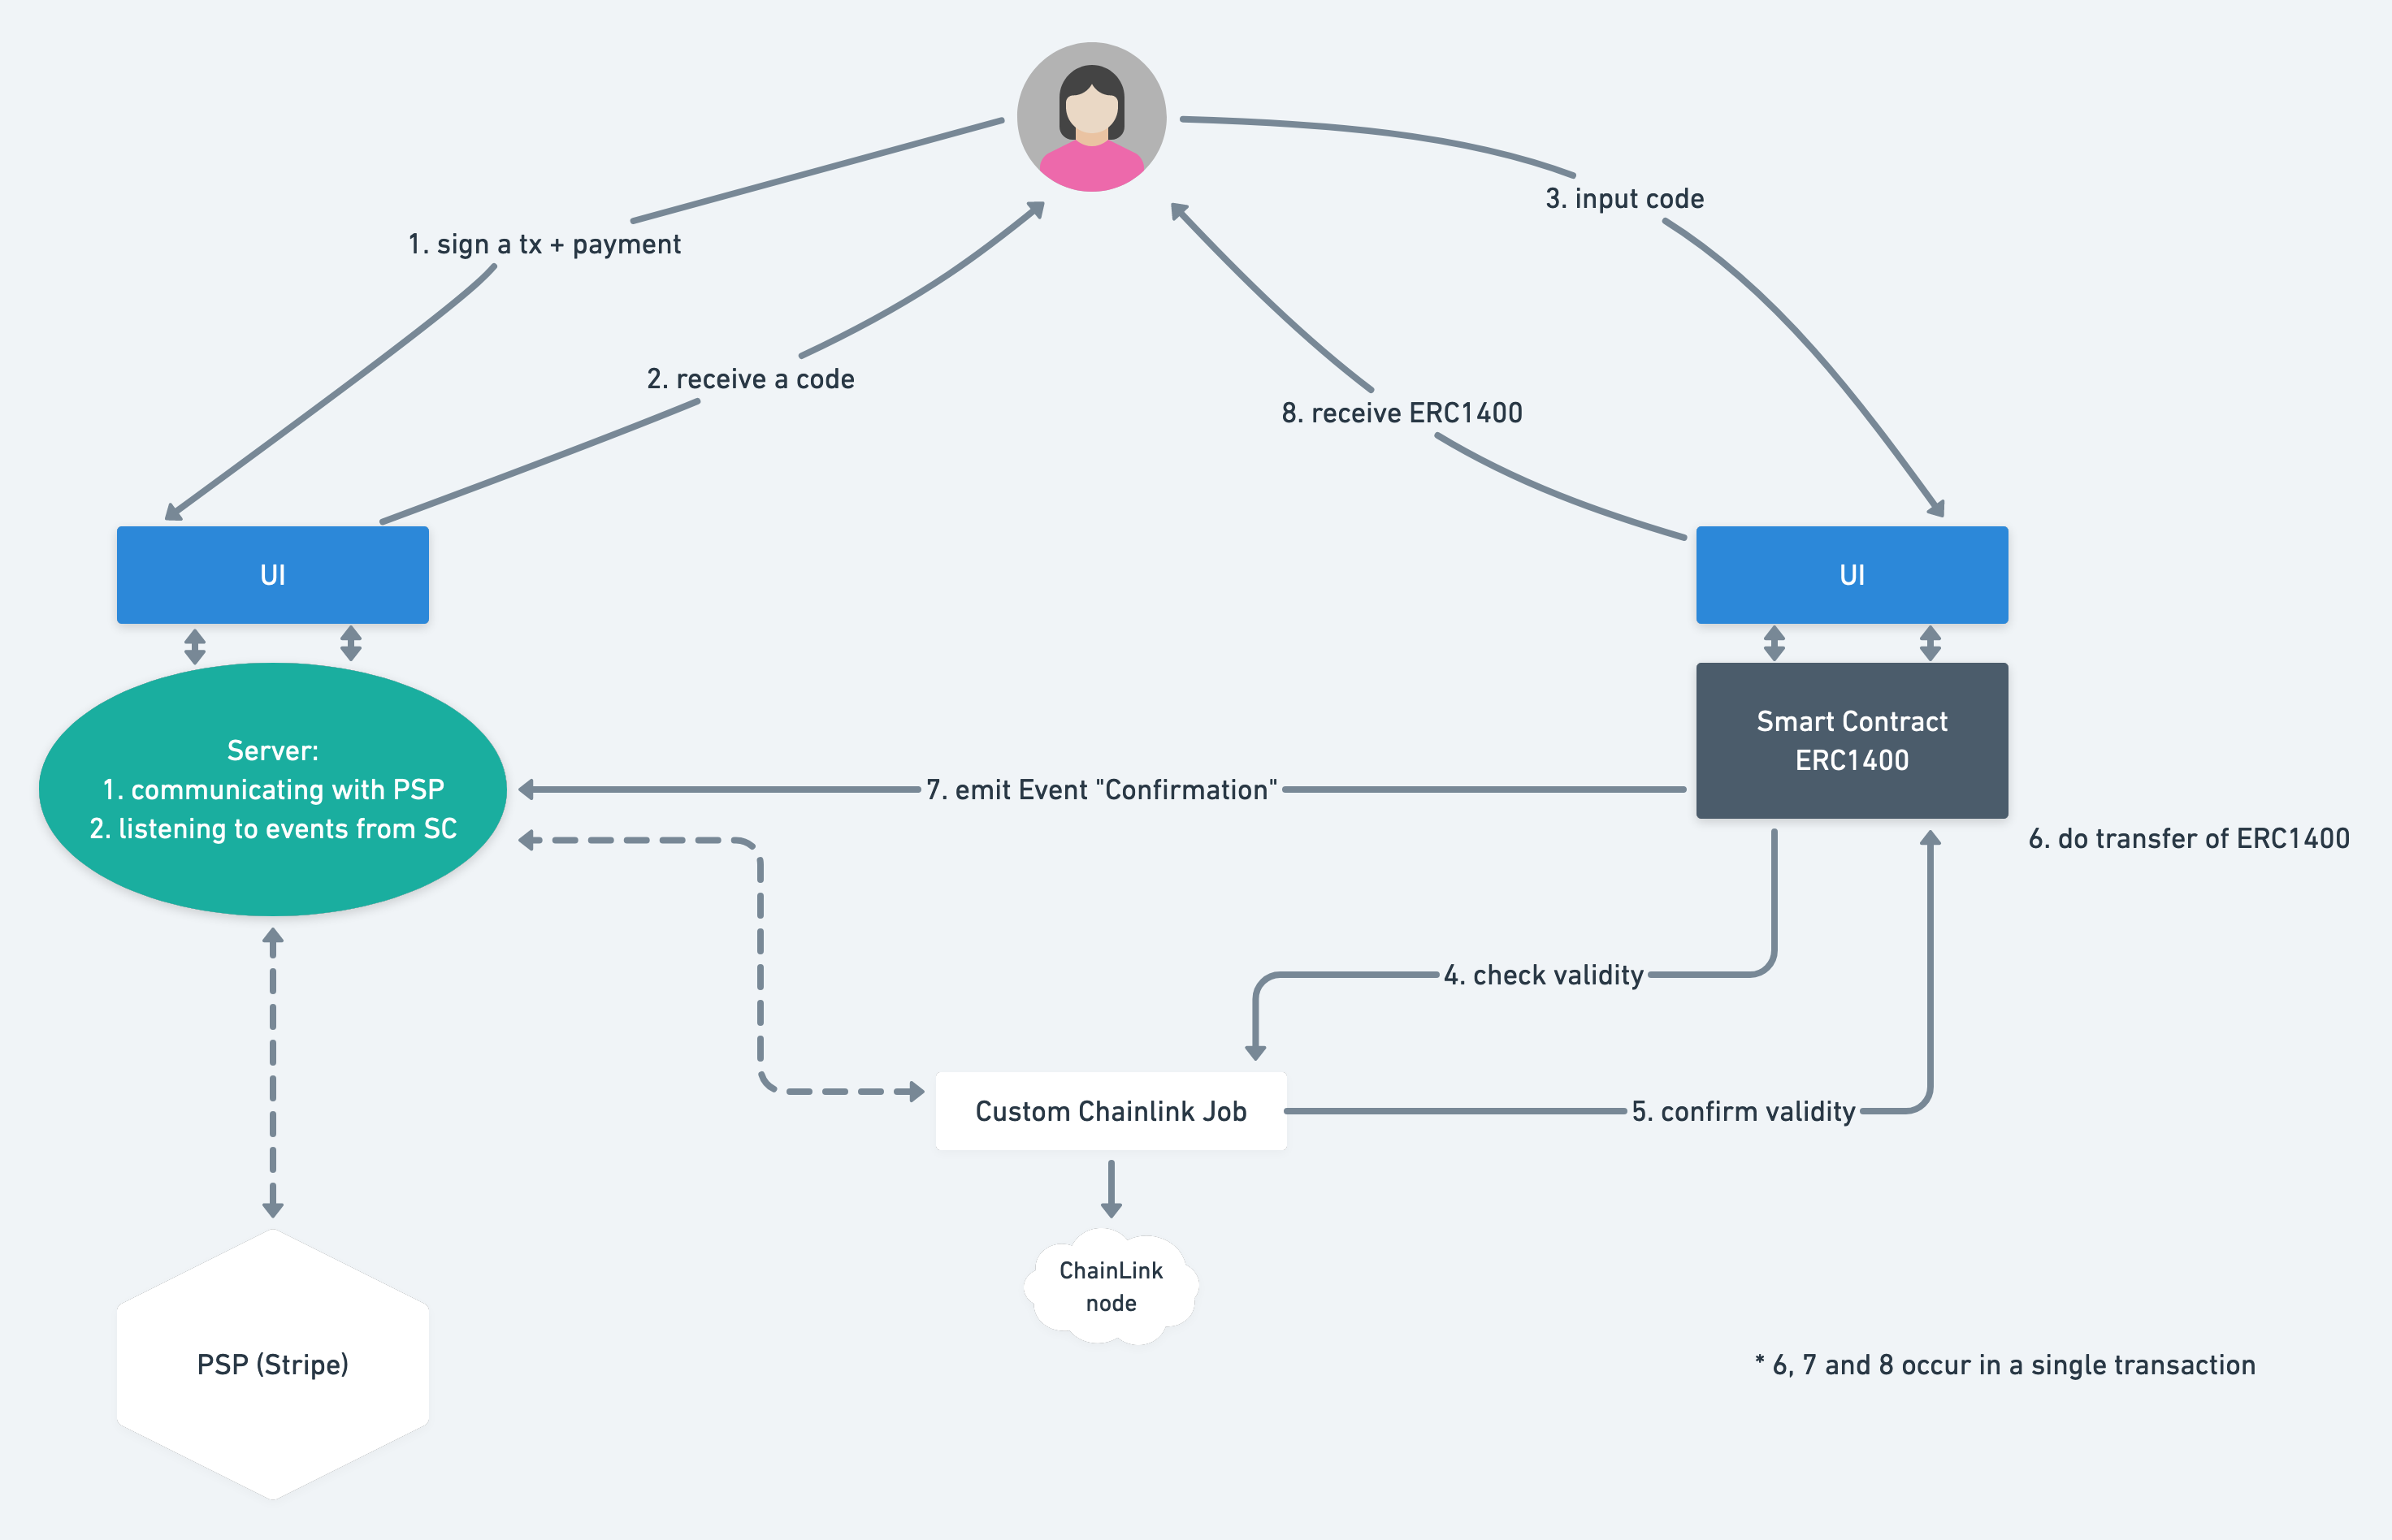 3. input code
1. sign a tx + payment
2. receive a code
8. receive ERC1400
UI
UI
Server:
1. communicating with PSP
2. listening to events from SC
Smart Contract
ERC1400
7. emit Event "Confirmation"
6. do transfer of ERC1400
4. check validity
Custom Chainlink Job
5. confirm validity
ChainLink
node
PSP (Stripe)
* 6, 7 and 8 occur in a single transaction